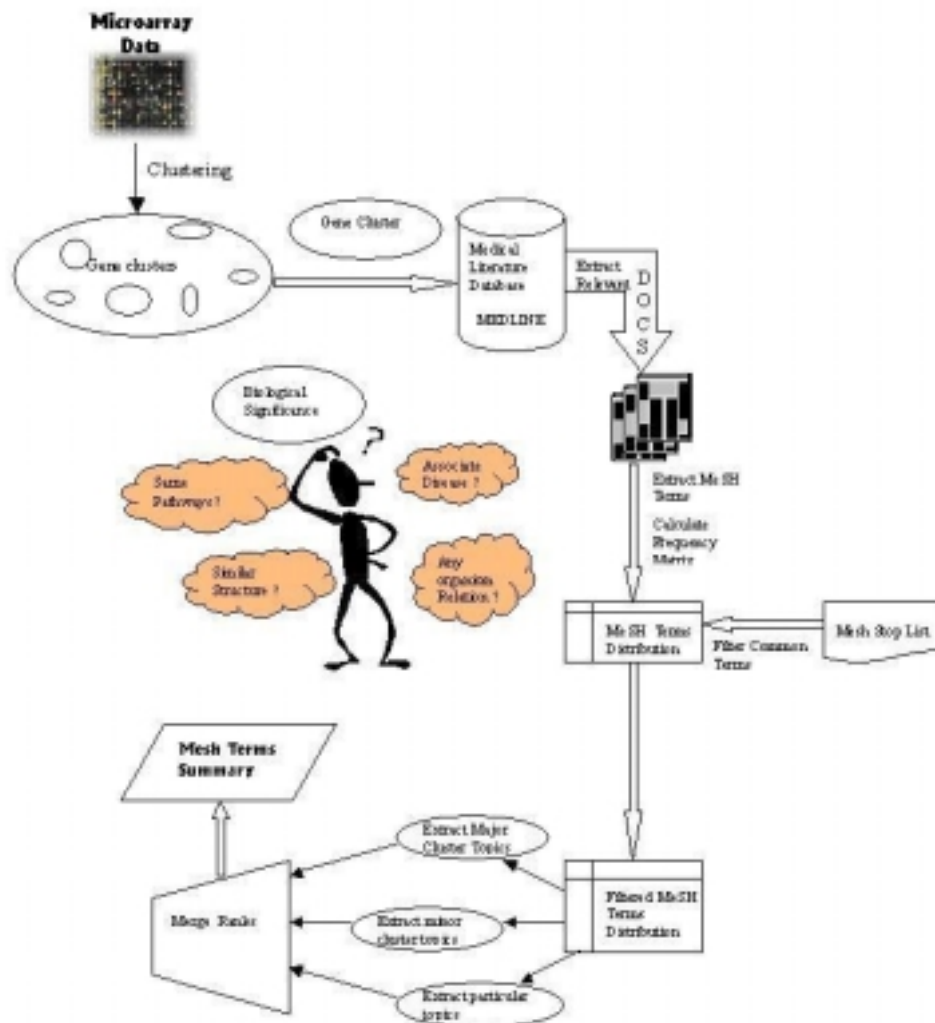 Microarray
Data
Clustering
Gene Cluster
Gene clusters
Medical
Literature
Database
MEDLINE
Extract
Relevant
DOCS
Biological
Significance
?
Same
Pathways?
Associate
Disease ?
Similar
Structure ?
Any
organism
Relation ?
Extract MeSH
Terms
Calculate
Frequency
Matrix
MeSH Terms
Distribution
Filter Common
Terms
Mesh Stop List
Mesh Terms
Summary
Extract Major
Cluster Topics
Merge Ranks
Extract minor
cluster topics
Filtered MeSH
Terms
Distribution
Extract particular
topics